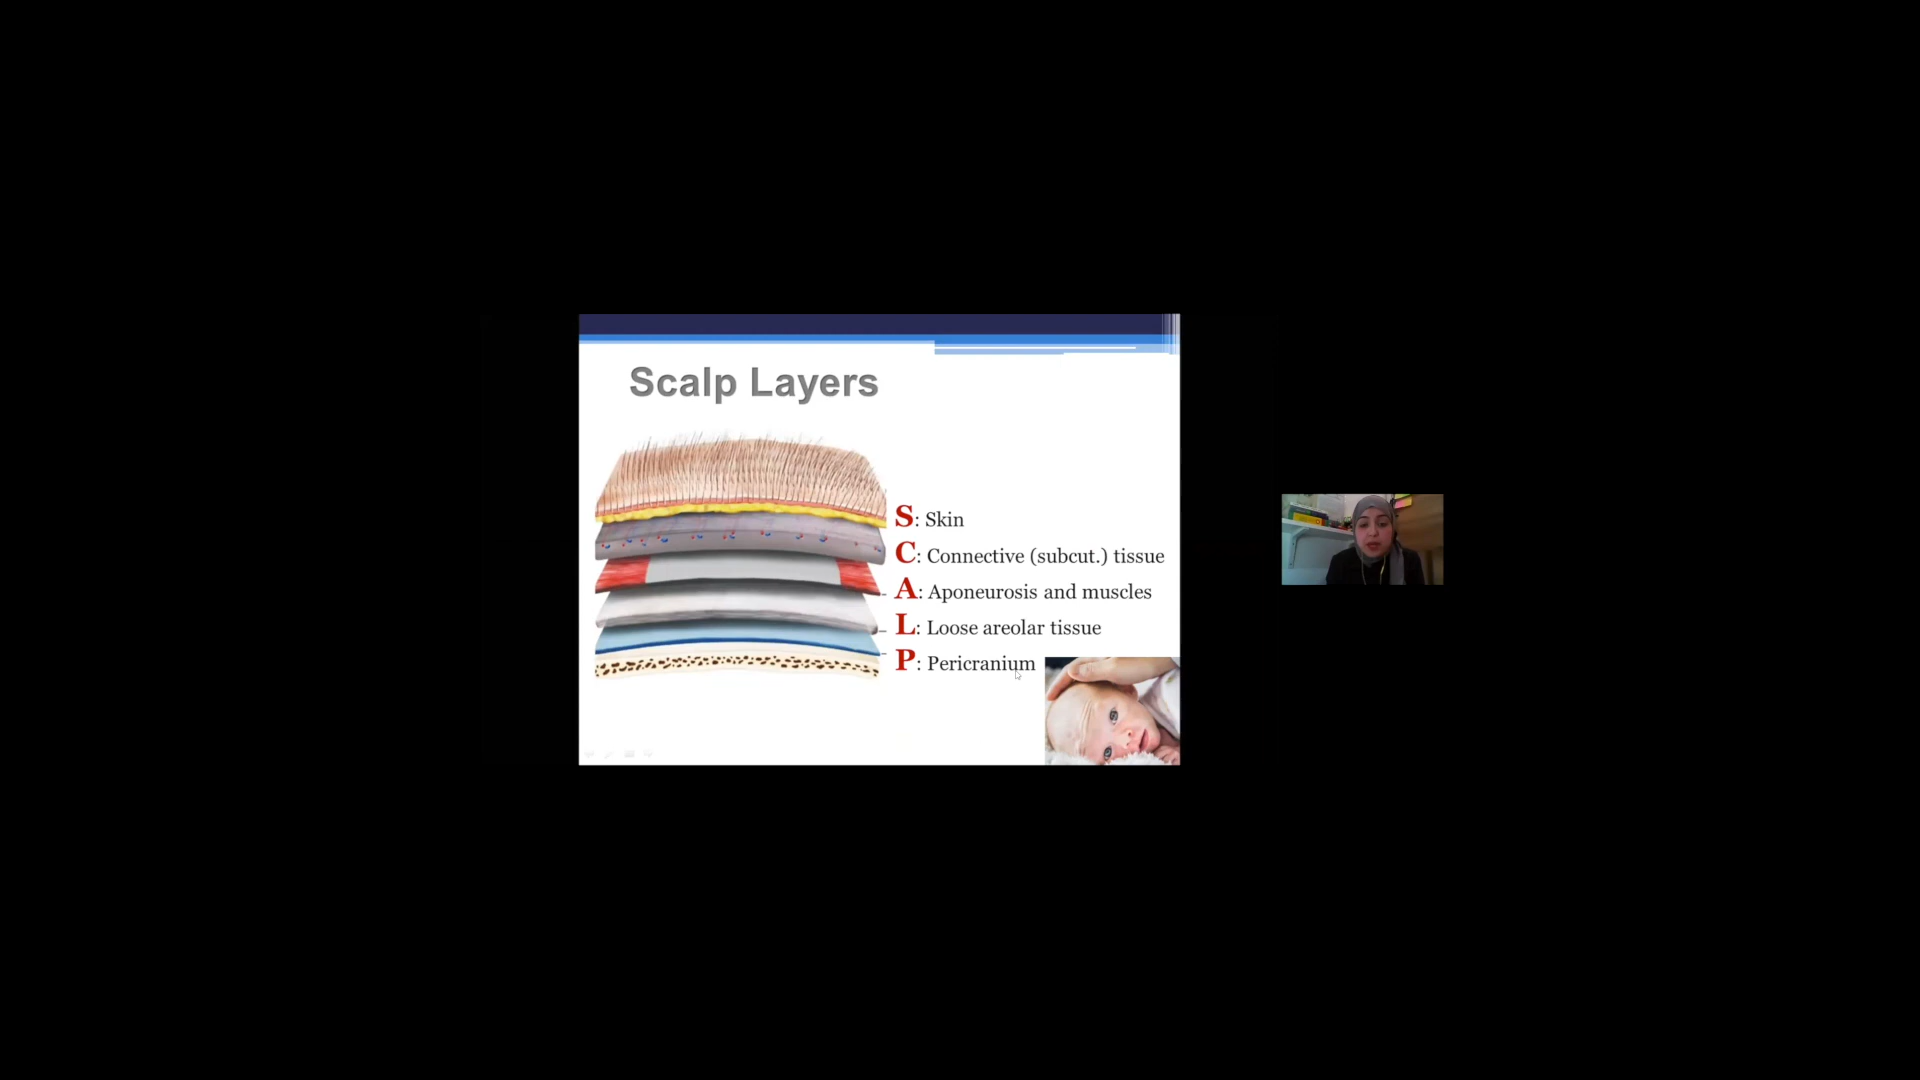 Scalp Layers
S: Skin
C: Connective (subcut.) tissue
A: Aponeurosis and muscles
L: Loose areolar tissue
P: Pericranium